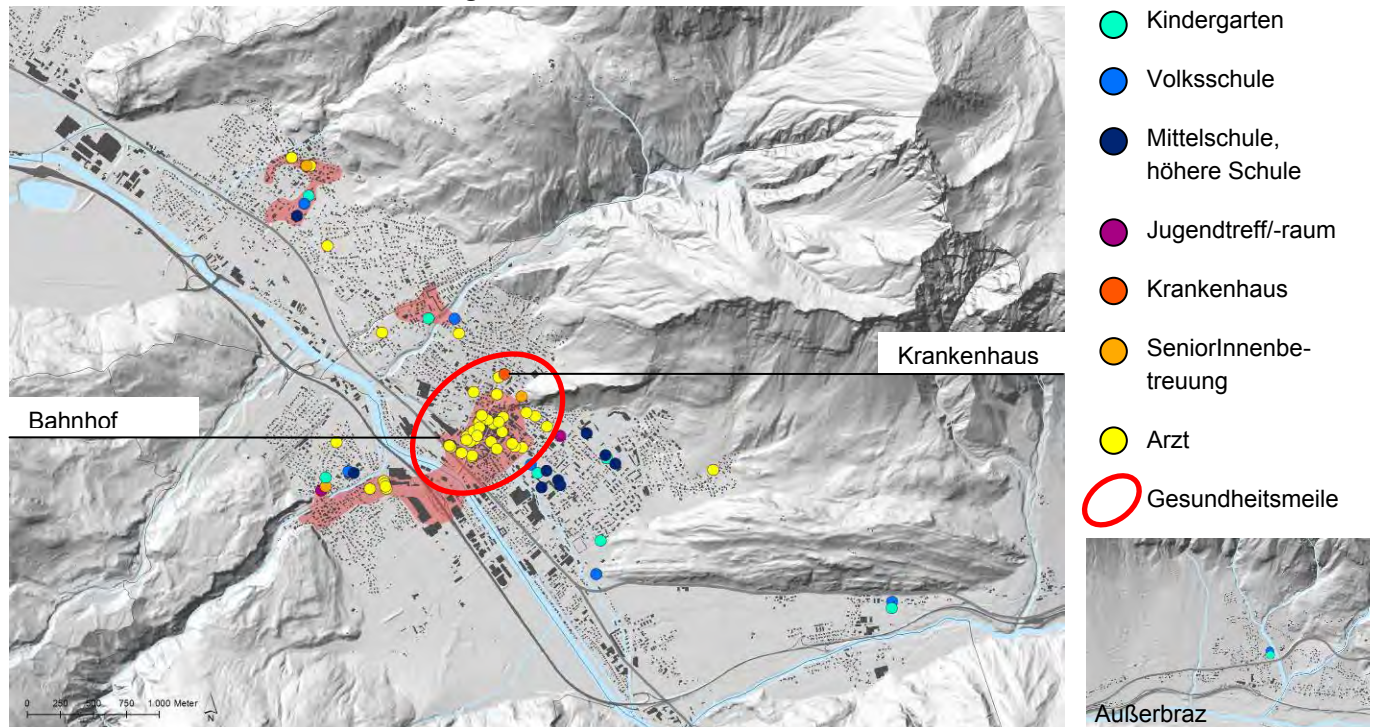 Kindergarten
Volksschule
Mittelschule,
höhere Schule
Jugendtreff/-raum
Krankenhaus
Krankenhaus
SeniorInnenbe-
treuung
Bahnhof
Arzt
Gesundheitsmeile
0 250 500 750 1.000 Meter
N
Außerbraz